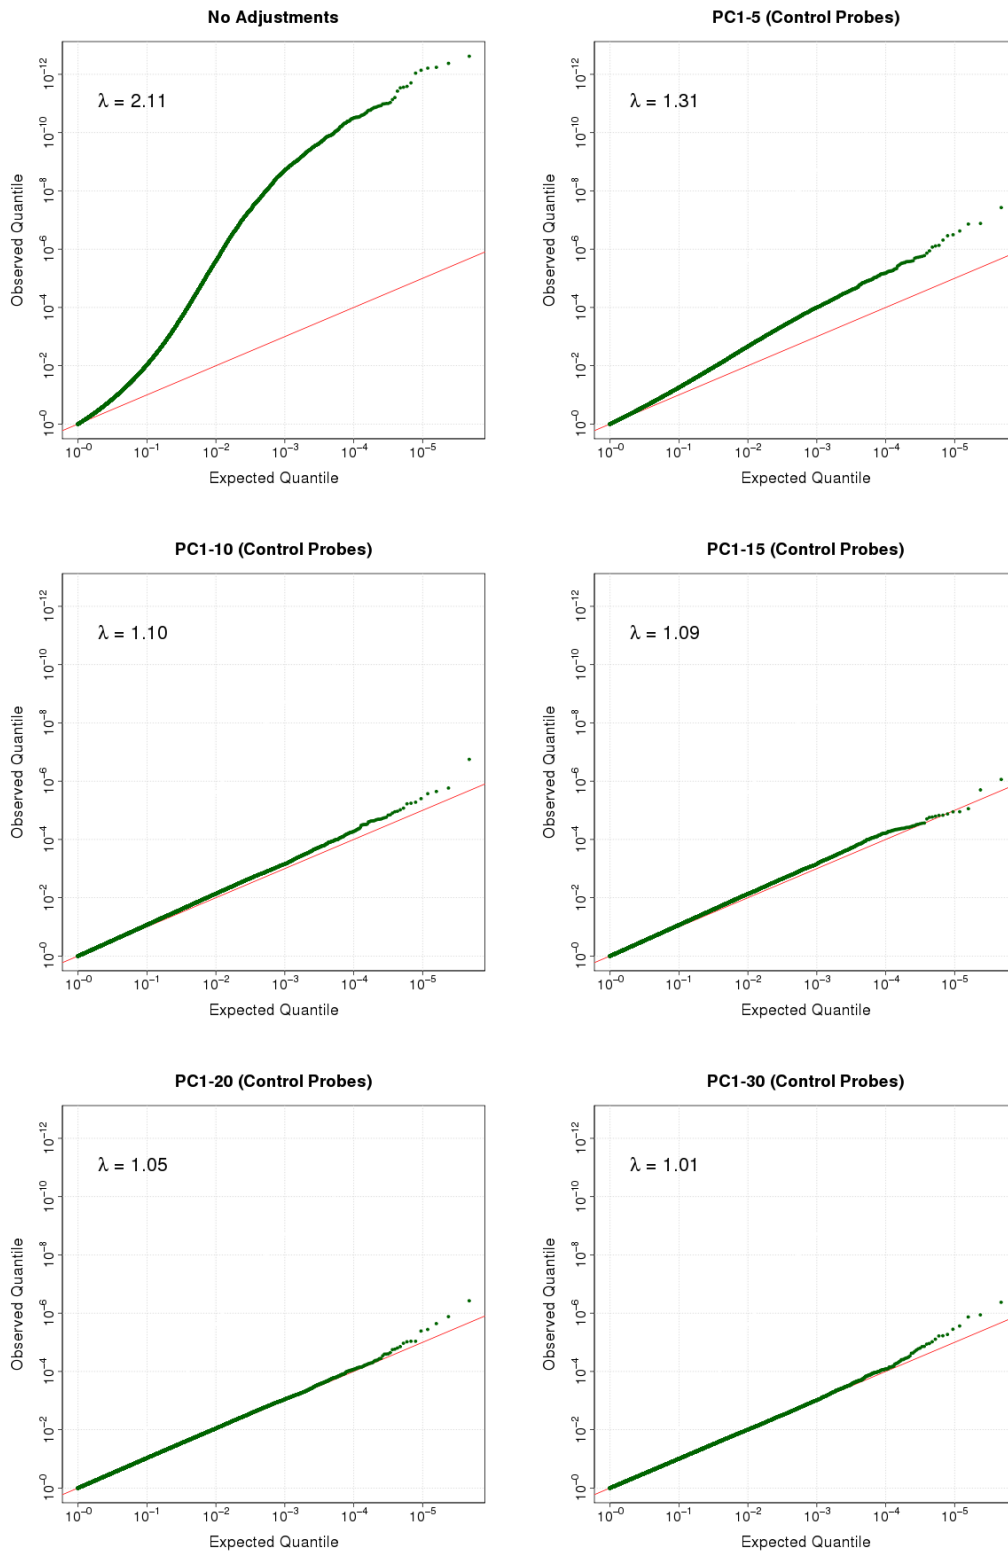 No Adjustments
PC1-5 (Control Probes)
λ = 2.11
λ = 1.31
Observed Quantile
10⁻⁰ 10⁻² 10⁻⁴ 10⁻⁶ 10⁻⁸ 10⁻¹⁰ 10⁻¹²
Observed Quantile
10⁻⁰ 10⁻² 10⁻⁴ 10⁻⁶ 10⁻⁸ 10⁻¹⁰ 10⁻¹²
10⁻⁰ 10⁻¹ 10⁻² 10⁻³ 10⁻⁴ 10⁻⁵
10⁻⁰ 10⁻¹ 10⁻² 10⁻³ 10⁻⁴ 10⁻⁵
Expected Quantile
Expected Quantile
PC1-10 (Control Probes)
PC1-15 (Control Probes)
λ = 1.10
λ = 1.09
Observed Quantile
10⁻⁰ 10⁻² 10⁻⁴ 10⁻⁶ 10⁻⁸ 10⁻¹⁰ 10⁻¹²
Observed Quantile
10⁻⁰ 10⁻² 10⁻⁴ 10⁻⁶ 10⁻⁸ 10⁻¹⁰ 10⁻¹²
10⁻⁰ 10⁻¹ 10⁻² 10⁻³ 10⁻⁴ 10⁻⁵
10⁻⁰ 10⁻¹ 10⁻² 10⁻³ 10⁻⁴ 10⁻⁵
Expected Quantile
Expected Quantile
PC1-20 (Control Probes)
PC1-30 (Control Probes)
λ = 1.05
λ = 1.01
Observed Quantile
10⁻⁰ 10⁻² 10⁻⁴ 10⁻⁶ 10⁻⁸ 10⁻¹⁰ 10⁻¹²
Observed Quantile
10⁻⁰ 10⁻² 10⁻⁴ 10⁻⁶ 10⁻⁸ 10⁻¹⁰ 10⁻¹²
10⁻⁰ 10⁻¹ 10⁻² 10⁻³ 10⁻⁴ 10⁻⁵
10⁻⁰ 10⁻¹ 10⁻² 10⁻³ 10⁻⁴ 10⁻⁵
Expected Quantile
Expected Quantile